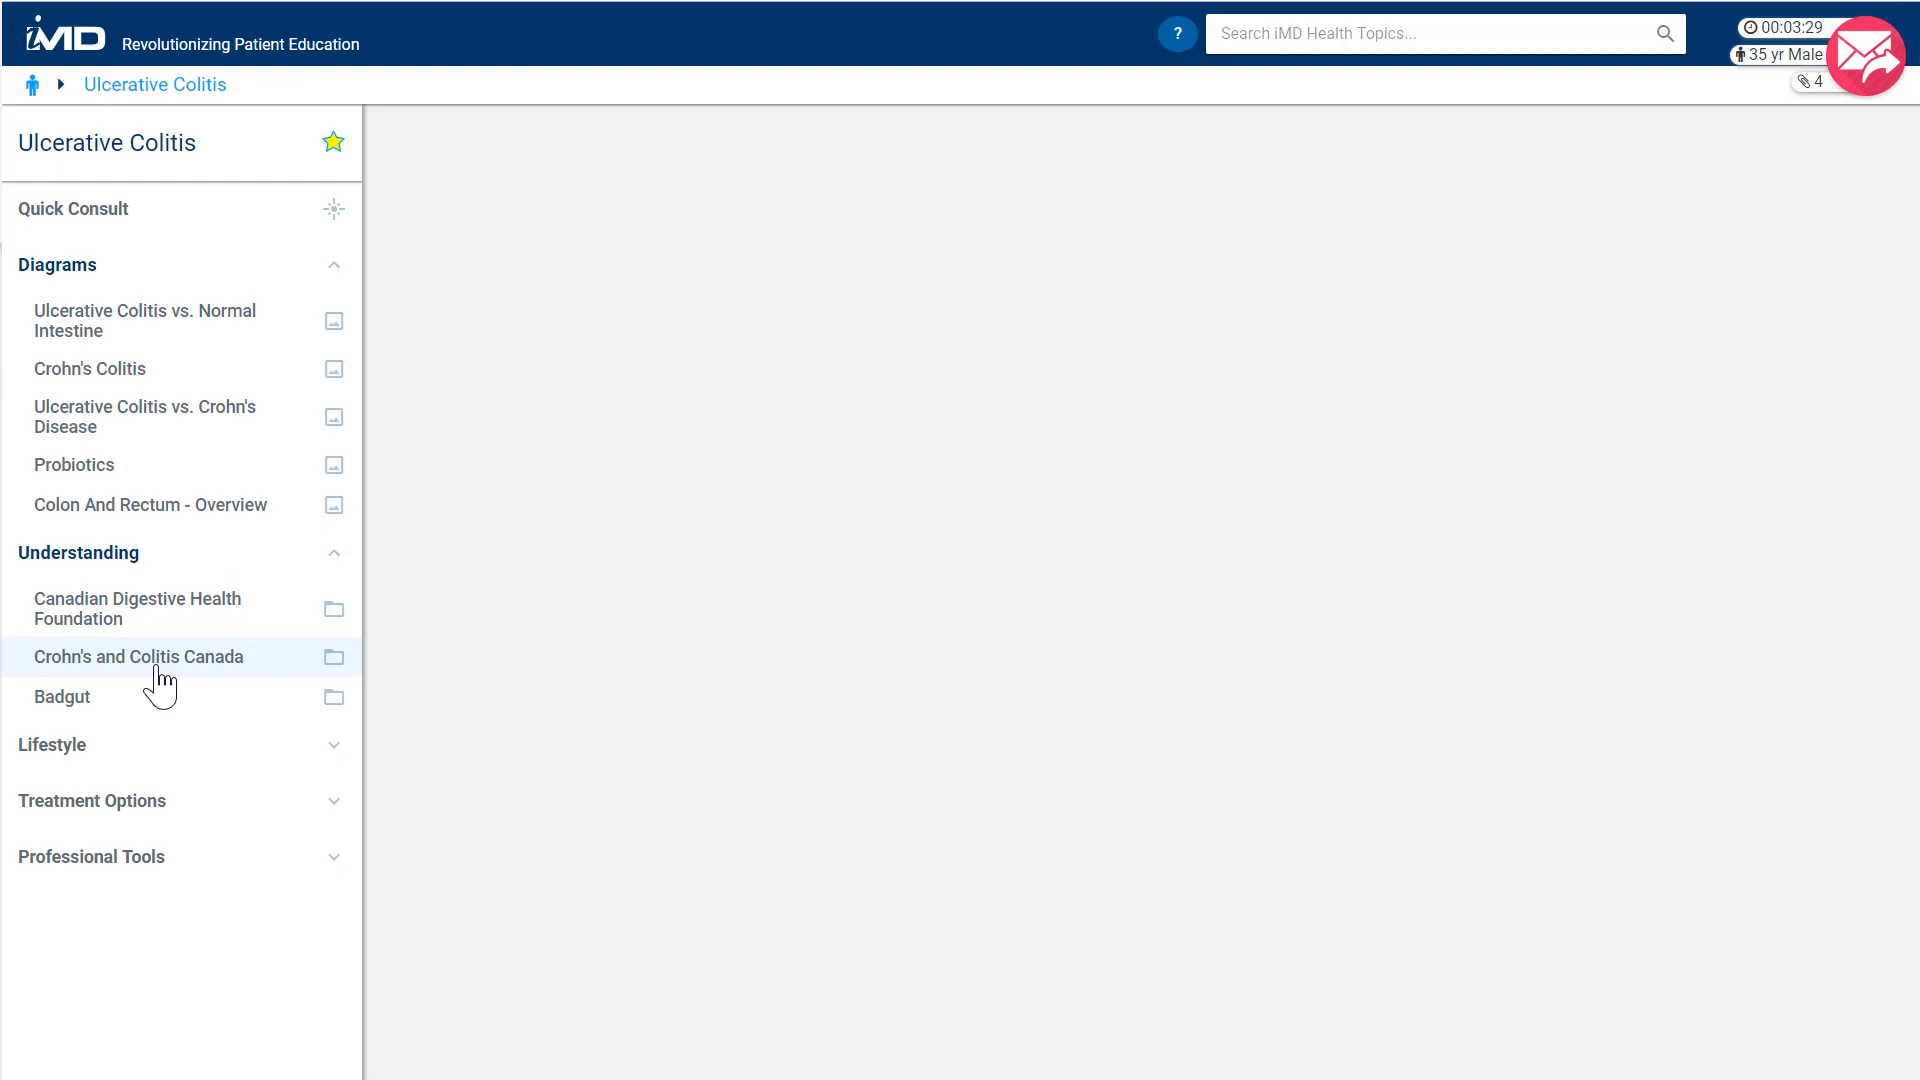 iMD Revolutionizing Patient Education
?
Search iMD Health Topics...
00:03:29
35 yr Male
4
Ulcerative Colitis
Ulcerative Colitis
Quick Consult
Diagrams
Ulcerative Colitis vs. Normal
Intestine
Crohn's Colitis
Ulcerative Colitis vs. Crohn's
Disease
Probiotics
Colon And Rectum - Overview
Understanding
Canadian Digestive Health
Foundation
Crohn's and Colitis Canada
Badgut
Lifestyle
Treatment Options
Professional Tools